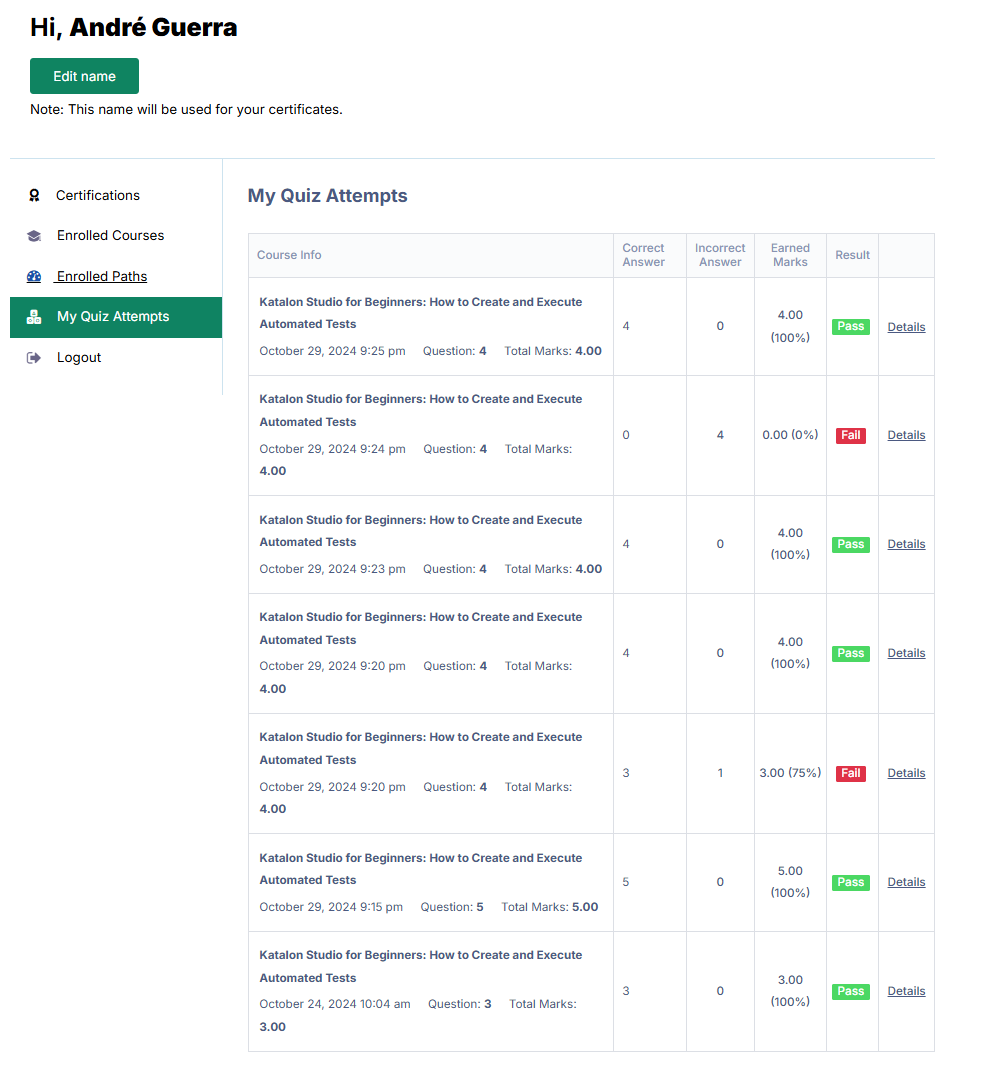 Hi, André Guerra
Edit name
Note: This name will be used for your certificates.
Certifications
Enrolled Courses
Enrolled Paths
My Quiz Attempts
Logout
My Quiz Attempts
Course Info
Correct
Answer
Incorrect
Answer
Earned
Marks
Result
Katalon Studio for Beginners: How to Create and Execute
Automated Tests
October 29, 2024 9:25 pm Question: 4 Total Marks: 4.00
4
0
4.00
(100%)
Pass
Details
Katalon Studio for Beginners: How to Create and Execute
Automated Tests
October 29, 2024 9:24 pm Question: 4 Total Marks:
4.00
0
4
0.00 (0%)
Fail
Details
Katalon Studio for Beginners: How to Create and Execute
Automated Tests
October 29, 2024 9:23 pm Question: 4 Total Marks: 4.00
4
0
4.00
(100%)
Pass
Details
Katalon Studio for Beginners: How to Create and Execute
Automated Tests
October 29, 2024 9:20 pm Question: 4 Total Marks:
4.00
4
0
4.00
(100%)
Pass
Details
Katalon Studio for Beginners: How to Create and Execute
Automated Tests
October 29, 2024 9:20 pm Question: 4 Total Marks:
4.00
3
1
3.00 (75%)
Fail
Details
Katalon Studio for Beginners: How to Create and Execute
Automated Tests
October 29, 2024 9:15 pm Question: 5 Total Marks: 5.00
5
0
5.00
(100%)
Pass
Details
Katalon Studio for Beginners: How to Create and Execute
Automated Tests
October 24, 2024 10:04 am Question: 3 Total Marks:
3.00
3
0
3.00
(100%)
Pass
Details